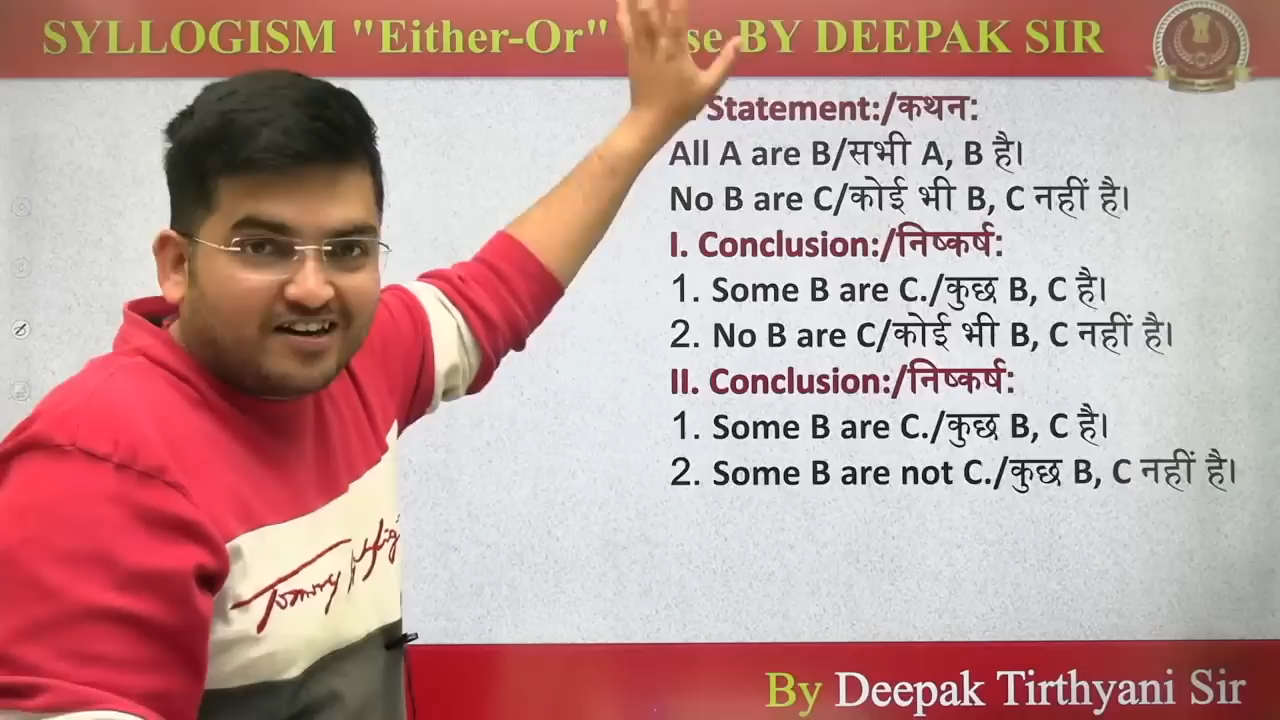 SYLLOGISM "Either-Or" se BY DEEPAK SIR
Statement:/कथन:
All A are B/सभी A, B है।
No B are C/कोई भी B, C नहीं है।
I. Conclusion:/निष्कर्ष:
1. Some B are C./कुछ B, C है।
2. No B are C/कोई भी B, C नहीं है।
II. Conclusion:/निष्कर्ष:
1. Some B are C./कुछ B, C है।
2. Some B are not C./कुछ B, C नहीं है।
Tommy
By Deepak Tirthyani Sir